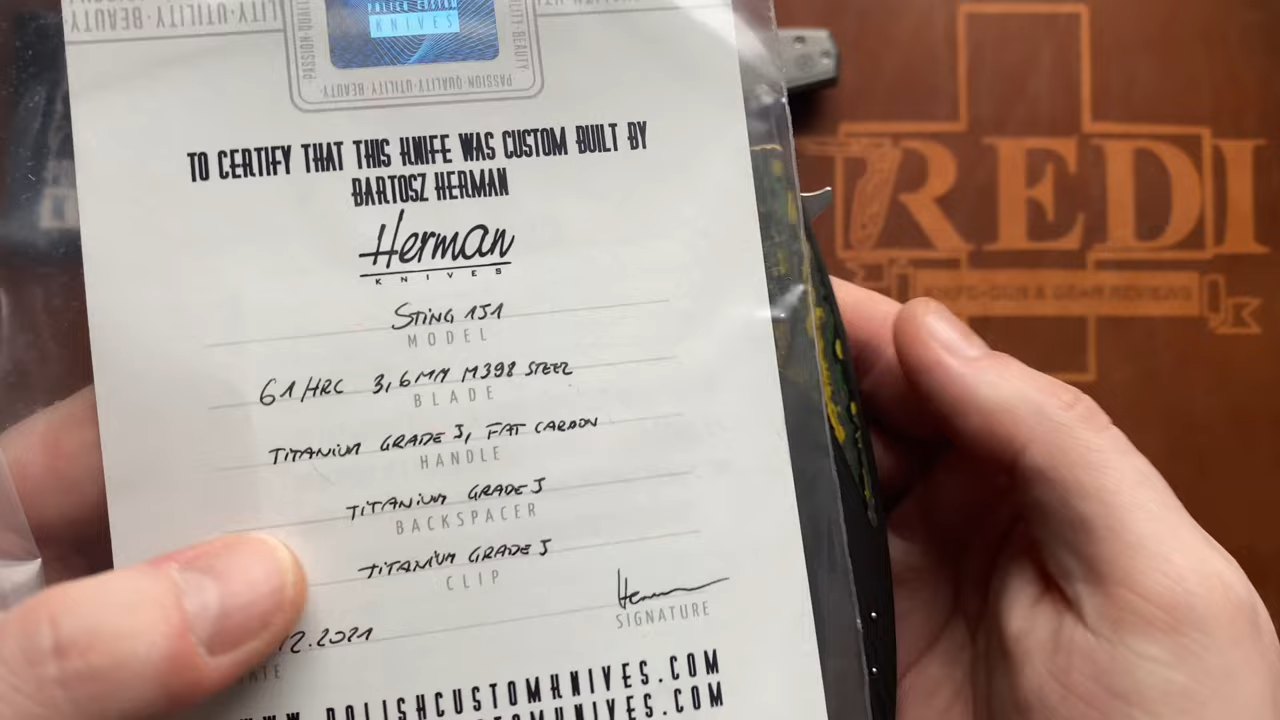 POLISH CUSTOM
KNIVES
PASSION·QUALITY·UTILITY·BEAUTY·
TO CERTIFY THAT THIS KNIFE WAS CUSTOM BUILT BY
BARTOSZ HERMAN
Herman
KNIVES
STING 151
MODEL
61 HRC 3,6MM M398 STEEL
BLADE
TITANIUM GRADE 5, FAT CARBON
HANDLE
TITANIUM GRADE 5
BACKSPACER
TITANIUM GRADE 5
CLIP
12.2021
SIGNATURE
WWW.POLISHCUSTOMKNIVES.COM
REDI